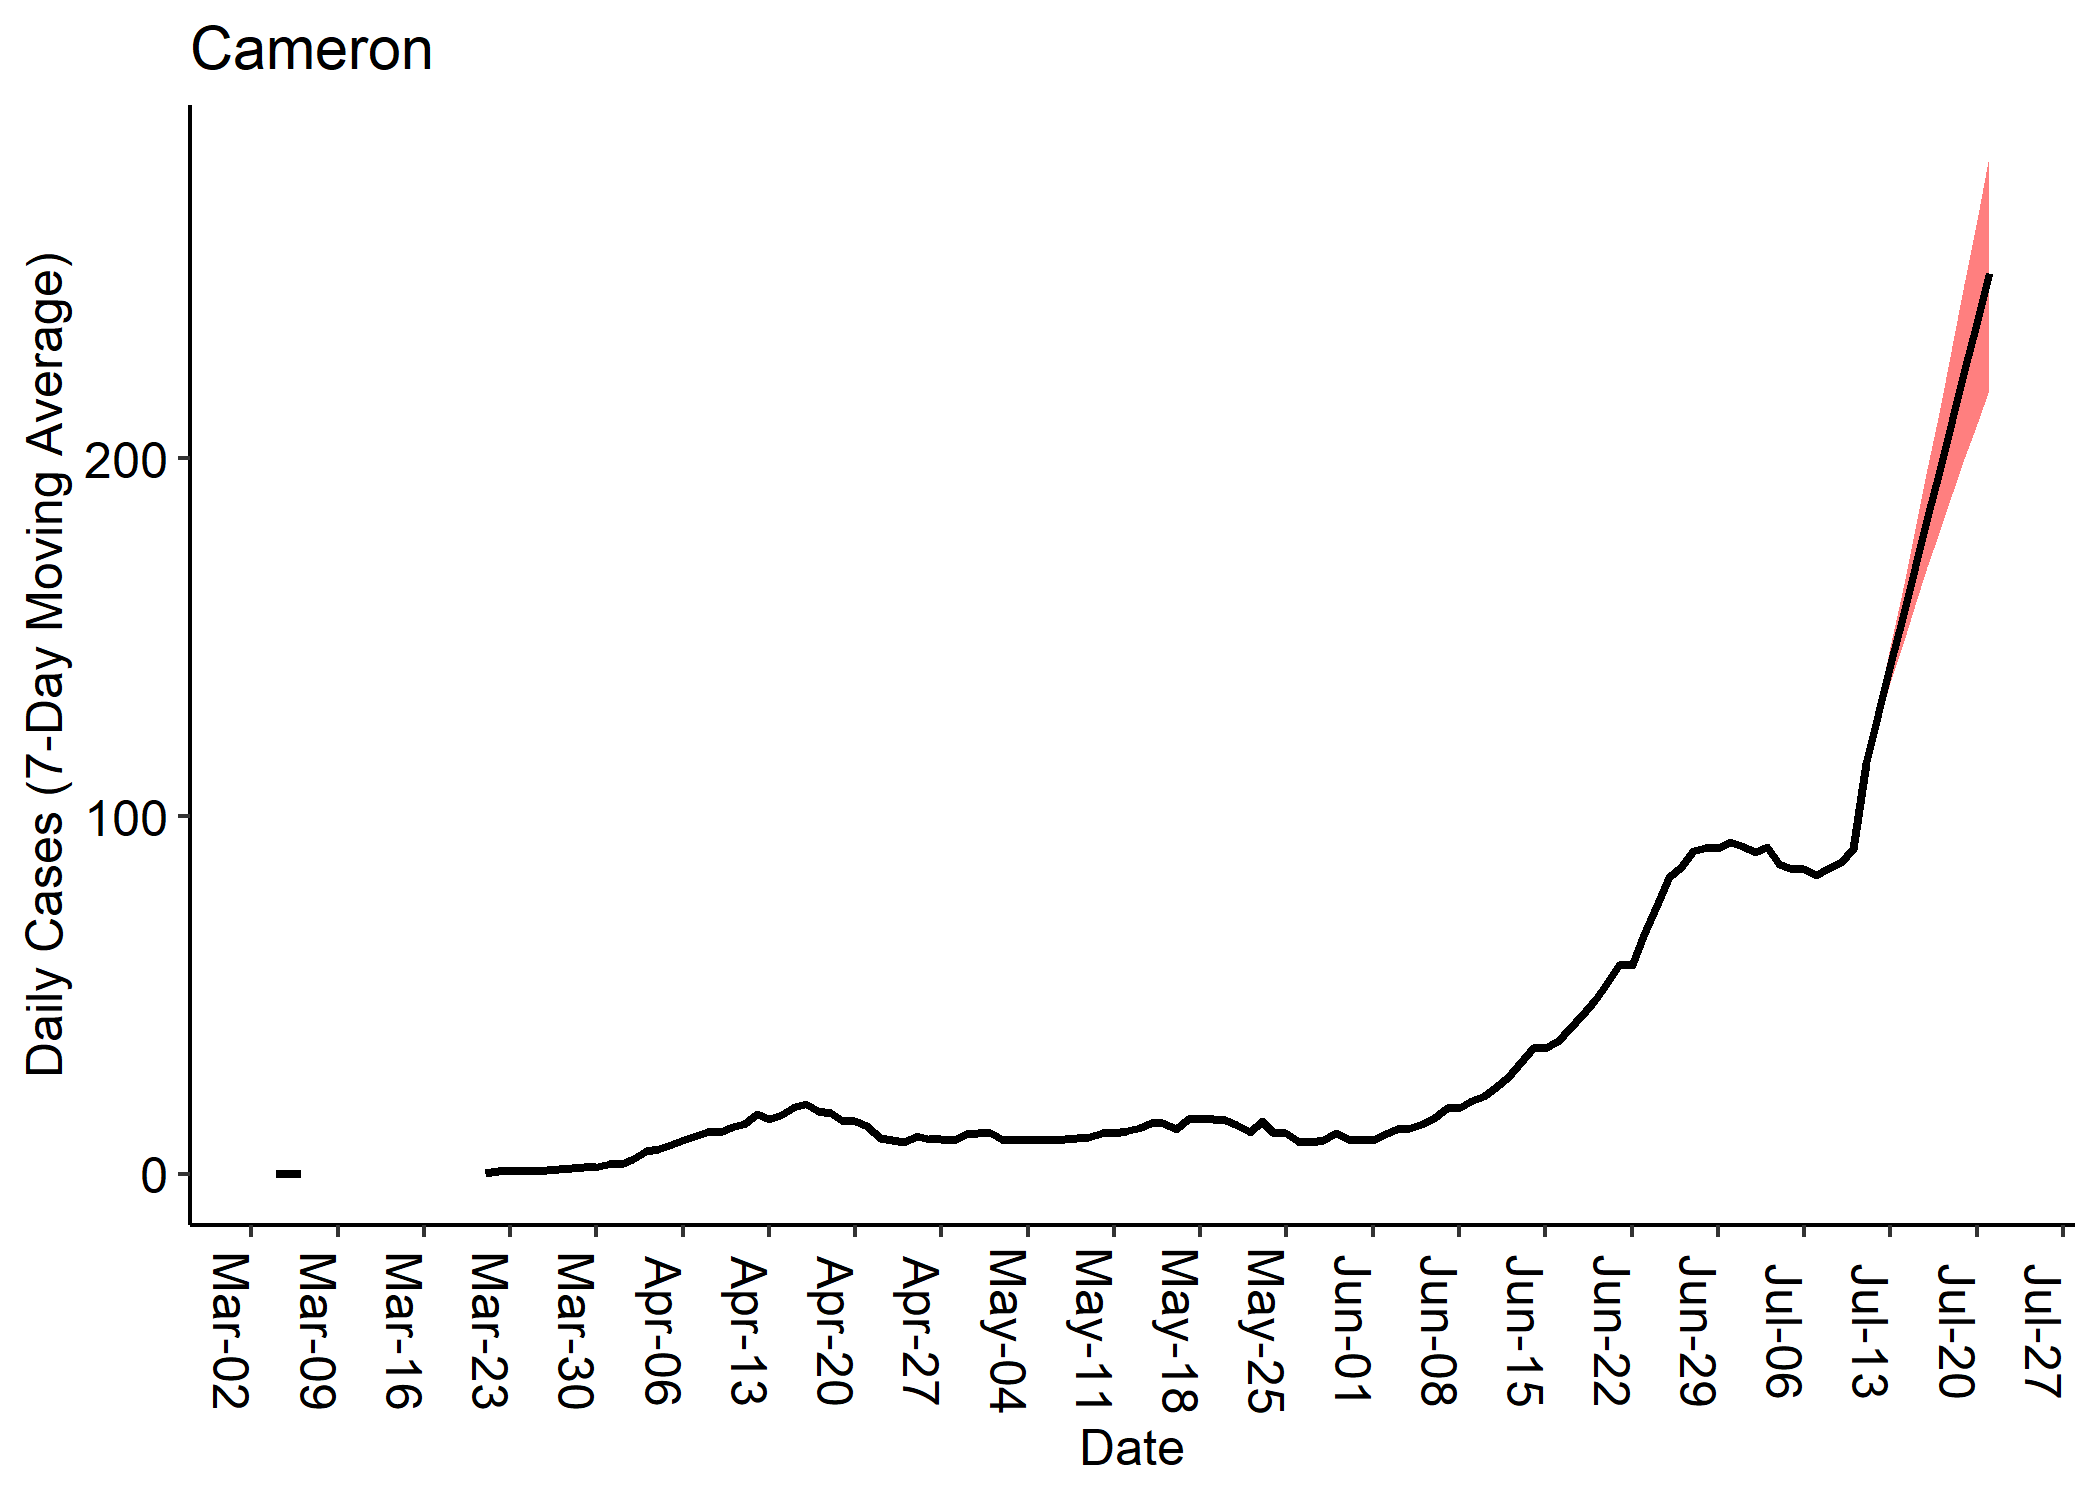 Cameron
Daily Cases (7-Day Moving Average)
200
100
0
Mar-02
Mar-09
Mar-16
Mar-23
Mar-30
Apr-06
Apr-13
Apr-20
Apr-27
May-04
May-11
May-18
May-25
Jun-01
Jun-08
Jun-15
Jun-22
Jun-29
Jul-06
Jul-13
Jul-20
Jul-27
Date